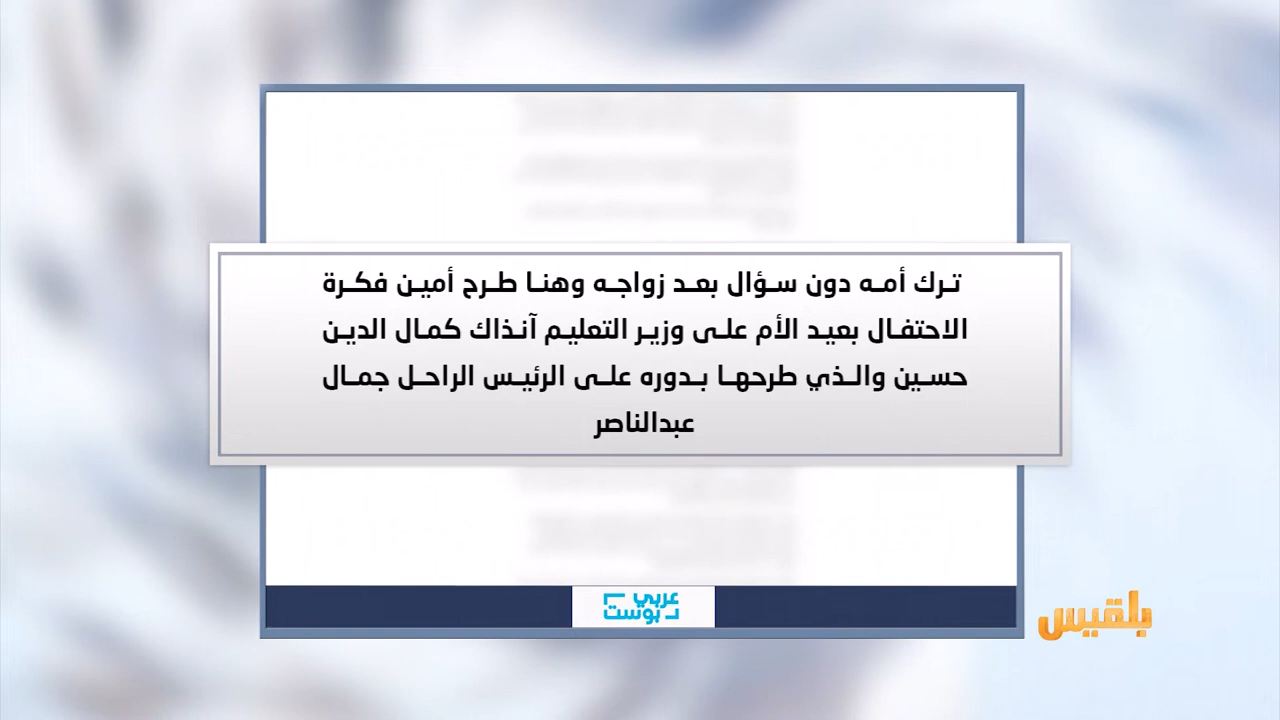 ترك أمه دون سؤال بعد زواجه وهنا طرح أمين فكرة
الاحتفال بعيد الأم على وزير التعليم آنذاك كمال الدين
حسين والذي طرحها بدوره على الرئيس الراحل جمال
عبدالناصر
عربي
بوست
بلقيس